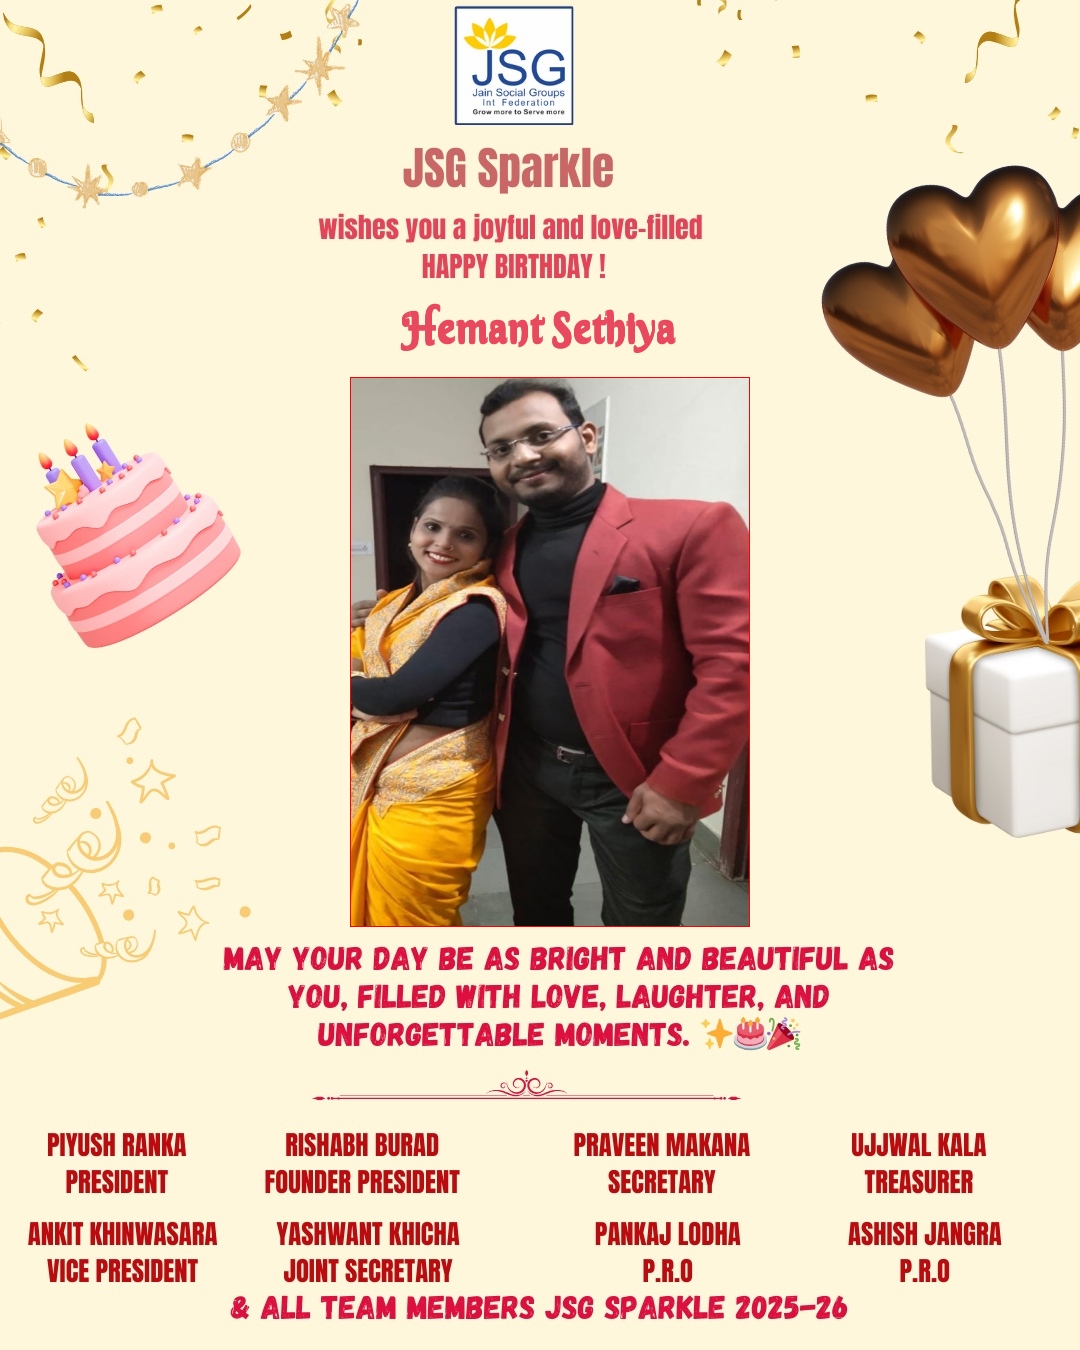 JSG
Jain Social Groups
Int Federation
Grow more to Serve more
JSG Sparkle
wishes you a joyful and love-filled
HAPPY BIRTHDAY !
Hemant Sethiya
MAY YOUR DAY BE AS BRIGHT AND BEAUTIFUL AS
YOU, FILLED WITH LOVE, LAUGHTER, AND
UNFORGETTABLE MOMENTS. ✨🎂🎉
PIYUSH RANKA
PRESIDENT
RISHABH BURAD
FOUNDER PRESIDENT
PRAVEEN MAKANA
SECRETARY
UJJWAL KALA
TREASURER
ANKIT KHINWASARA
VICE PRESIDENT
YASHWANT KHICHA
JOINT SECRETARY
PANKAJ LODHA
P.R.O
ASHISH JANGRA
P.R.O
& ALL TEAM MEMBERS JSG SPARKLE 2025-26